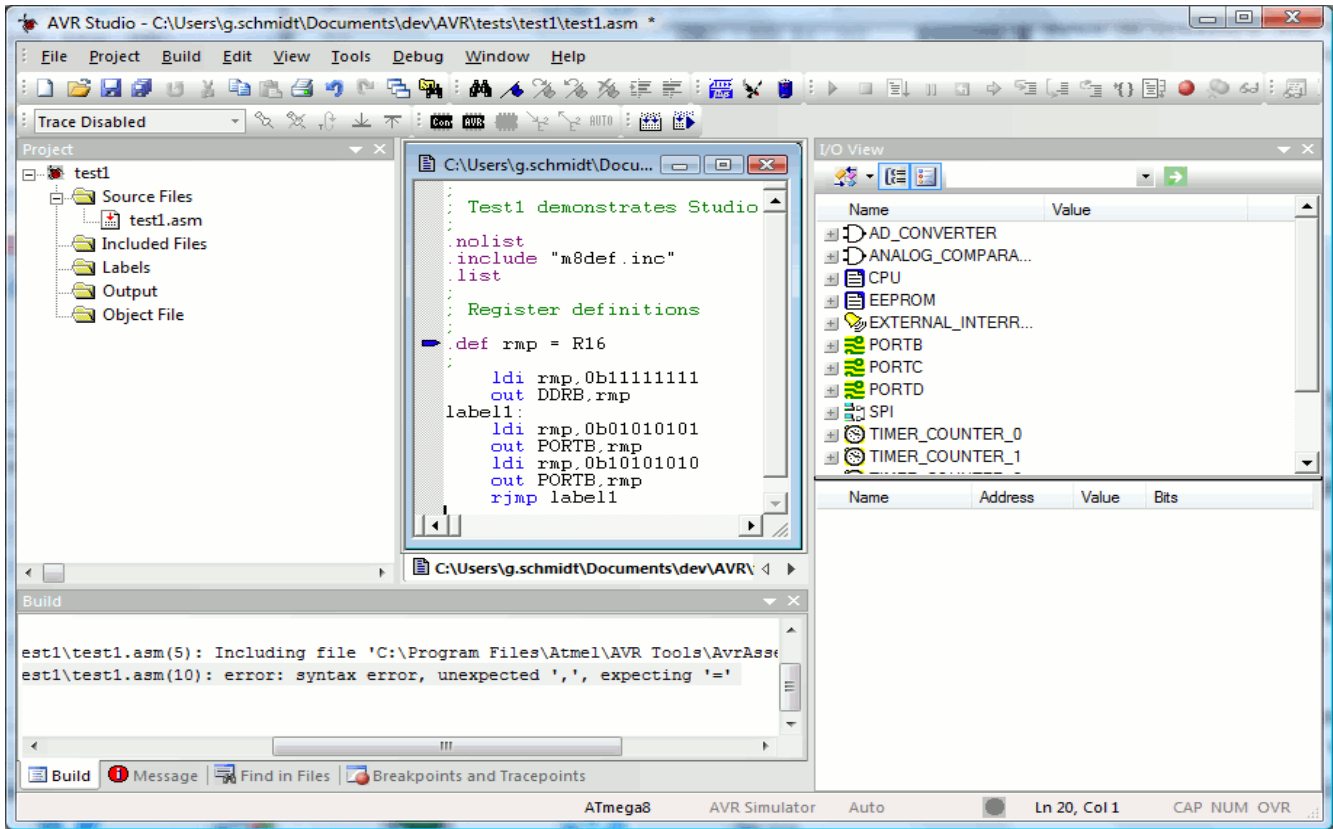 AVR Studio - C:\Users\g.schmidt\Documents\dev\AVR\tests\test1\test1.asm *
File Project Build Edit View Tools Debug Window Help
Trace Disabled
Con AVR AUTO
Project
test1
Source Files
test1.asm
Included Files
Labels
Output
Object File
C:\Users\g.schmidt\Docu...
;
; Test1 demonstrates Studio
;
.nolist
.include "m8def.inc"
.list
;
; Register definitions
;
.def rmp = R16
;
ldi rmp,0b11111111
out DDRB,rmp
label1:
ldi rmp,0b01010101
out PORTB,rmp
ldi rmp,0b10101010
out PORTB,rmp
rjmp label1
C:\Users\g.schmidt\Documents\dev\AVR\
I/O View
Name Value
AD_CONVERTER
ANALOG_COMPARA...
CPU
EEPROM
EXTERNAL_INTERR...
PORTB
PORTC
PORTD
SPI
TIMER_COUNTER_0
TIMER_COUNTER_1
Name Address Value Bits
Build
est1\test1.asm(5): Including file 'C:\Program Files\Atmel\AVR Tools\AvrAsse
est1\test1.asm(10): error: syntax error, unexpected ',', expecting '='
Build Message Find in Files Breakpoints and Tracepoints
ATmega8 AVR Simulator Auto Ln 20, Col 1 CAP NUM OVR